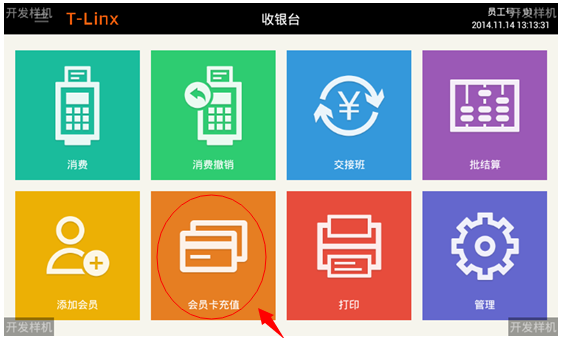 开发样机
T-Linx
收银台
员工号：01
开发样机
2014.11.14 13:13:31
消费
消费撤销
交接班
¥
批结算
添加会员
会员卡充值
打印
管理
开发样机
开发样机